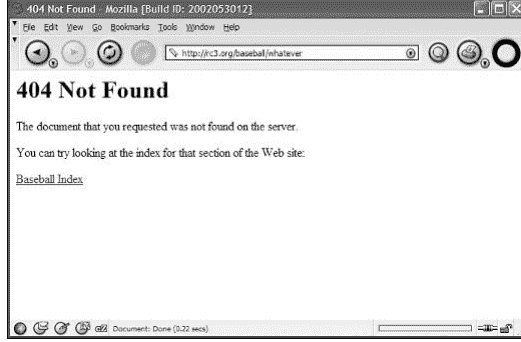 404 Not Found - Mozilla [Build ID: 2002053012]
File Edit View Go Bookmarks Tools Window Help
http://rc3.org/baseball/whatever
404 Not Found
The document that you requested was not found on the server.
You can try looking at the index for that section of the Web site:
Baseball Index
Document: Done (0.22 secs)